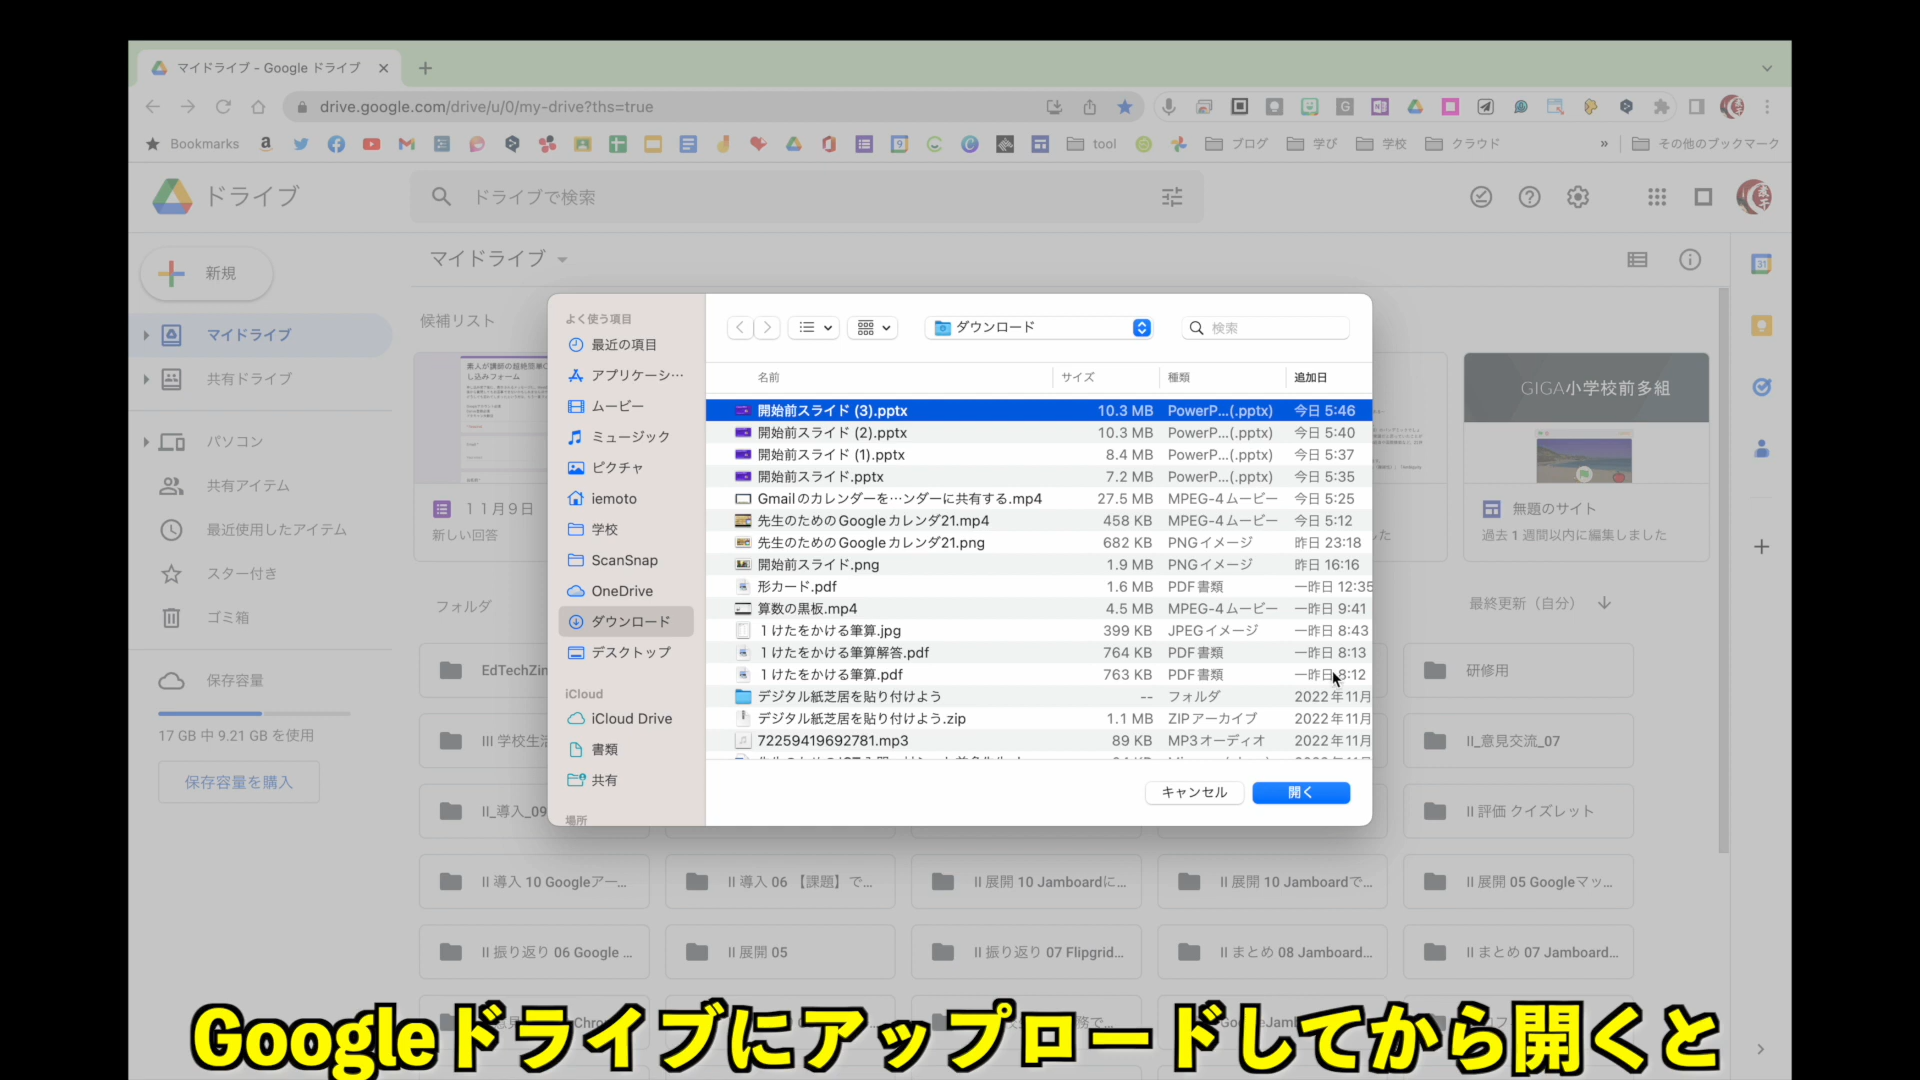 マイドライブ - Google ドライブ
drive.google.com/drive/u/0/my-drive?ths=true
Bookmarks
tool
ブログ
学び
学校
クラウド
»
その他のブックマーク
ドライブ
ドライブで検索
新規
マイドライブ
候補リスト
マイドライブ
共有ドライブ
パソコン
共有アイテム
最近使用したアイテム
スター付き
ゴミ箱
保存容量
17 GB 中 9.21 GB を使用
保存容量を購入
素人が講師の超絶簡単C
し込みフォーム
11月9日
新しい回答
GIGA小学校前多組
無題のサイト
過去 1 週間以内に編集しました
フォルダ
最終更新（自分）
よく使う項目
最近の項目
アプリケーシ…
ムービー
ミュージック
ピクチャ
iemoto
学校
ScanSnap
OneDrive
ダウンロード
デスクトップ
iCloud
iCloud Drive
書類
共有
場所
ダウンロード
検索
名前 サイズ 種類 追加日
開始前スライド (3).pptx 10.3 MB PowerP...(.pptx) 今日 5:46
開始前スライド (2).pptx 10.3 MB PowerP...(.pptx) 今日 5:40
開始前スライド (1).pptx 8.4 MB PowerP...(.pptx) 今日 5:37
開始前スライド.pptx 7.2 MB PowerP...(.pptx) 今日 5:35
Gmailのカレンダーを…ンダーに共有する.mp4 27.5 MB MPEG-4ムービー 今日 5:25
先生のためのGoogleカレンダ21.mp4 458 KB MPEG-4ムービー 今日 5:12
先生のためのGoogleカレンダ21.png 682 KB PNGイメージ 昨日 23:18
開始前スライド.png 1.9 MB PNGイメージ 昨日 16:16
形カード.pdf 1.6 MB PDF書類 一昨日 12:35
算数の黒板.mp4 4.5 MB MPEG-4ムービー 一昨日 9:41
１けたをかける筆算.jpg 399 KB JPEGイメージ 一昨日 8:43
１けたをかける筆算解答.pdf 764 KB PDF書類 一昨日 8:13
１けたをかける筆算.pdf 763 KB PDF書類 一昨日 8:12
デジタル紙芝居を貼り付けよう -- フォルダ 2022年11月
デジタル紙芝居を貼り付けよう.zip 1.1 MB ZIPアーカイブ 2022年11月
72259419692781.mp3 89 KB MP3オーディオ 2022年11月
キャンセル
開く
EdTechZin
研修用
III 学校生活
II_意見交流_07
II_導入_09
II 評価 クイズレット
II 導入 10 Googleアー...
II 導入 06 【課題】で...
II 展開 10 Jamboardに...
II 展開 10 Jamboardで...
II 展開 05 Googleマッ...
II 振り返り 06 Google ...
II 展開 05
II 振り返り 07 Flipgrid...
II まとめ 08 Jamboard...
II まとめ 07 Jamboard...
Googleドライブにアップロードしてから開くと